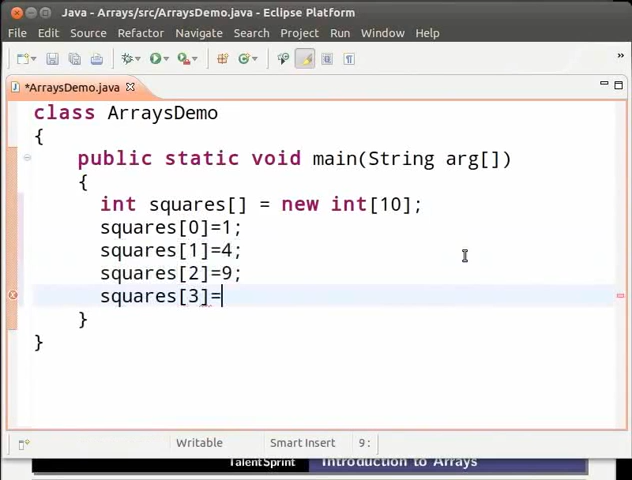 Java - Arrays/src/ArraysDemo.java - Eclipse Platform
File Edit Source Refactor Navigate Search Project Run Window Help
*ArraysDemo.java
class ArraysDemo
{
public static void main(String arg[])
{
int squares[] = new int[10];
squares[0]=1;
squares[1]=4;
squares[2]=9;
squares[3]=
}
}
Writable Smart Insert 9 :
TalentSprint Introduction to Arrays